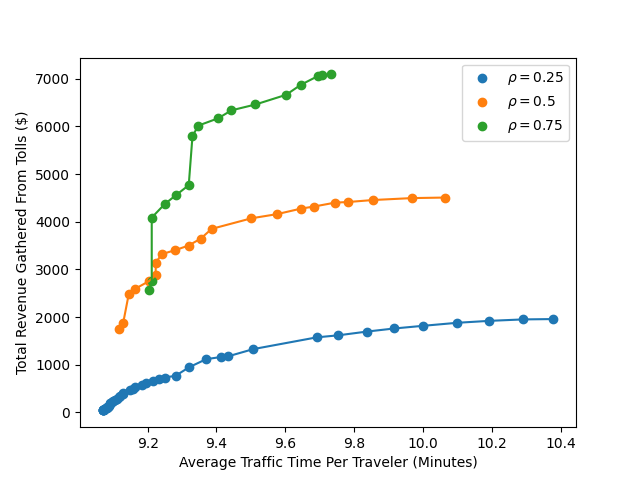 7000
6000
5000
4000
3000
2000
1000
0
Total Revenue Gathered From Tolls ($)
ρ = 0.25
ρ = 0.5
ρ = 0.75
9.2 9.4 9.6 9.8 10.0 10.2 10.4
Average Traffic Time Per Traveler (Minutes)